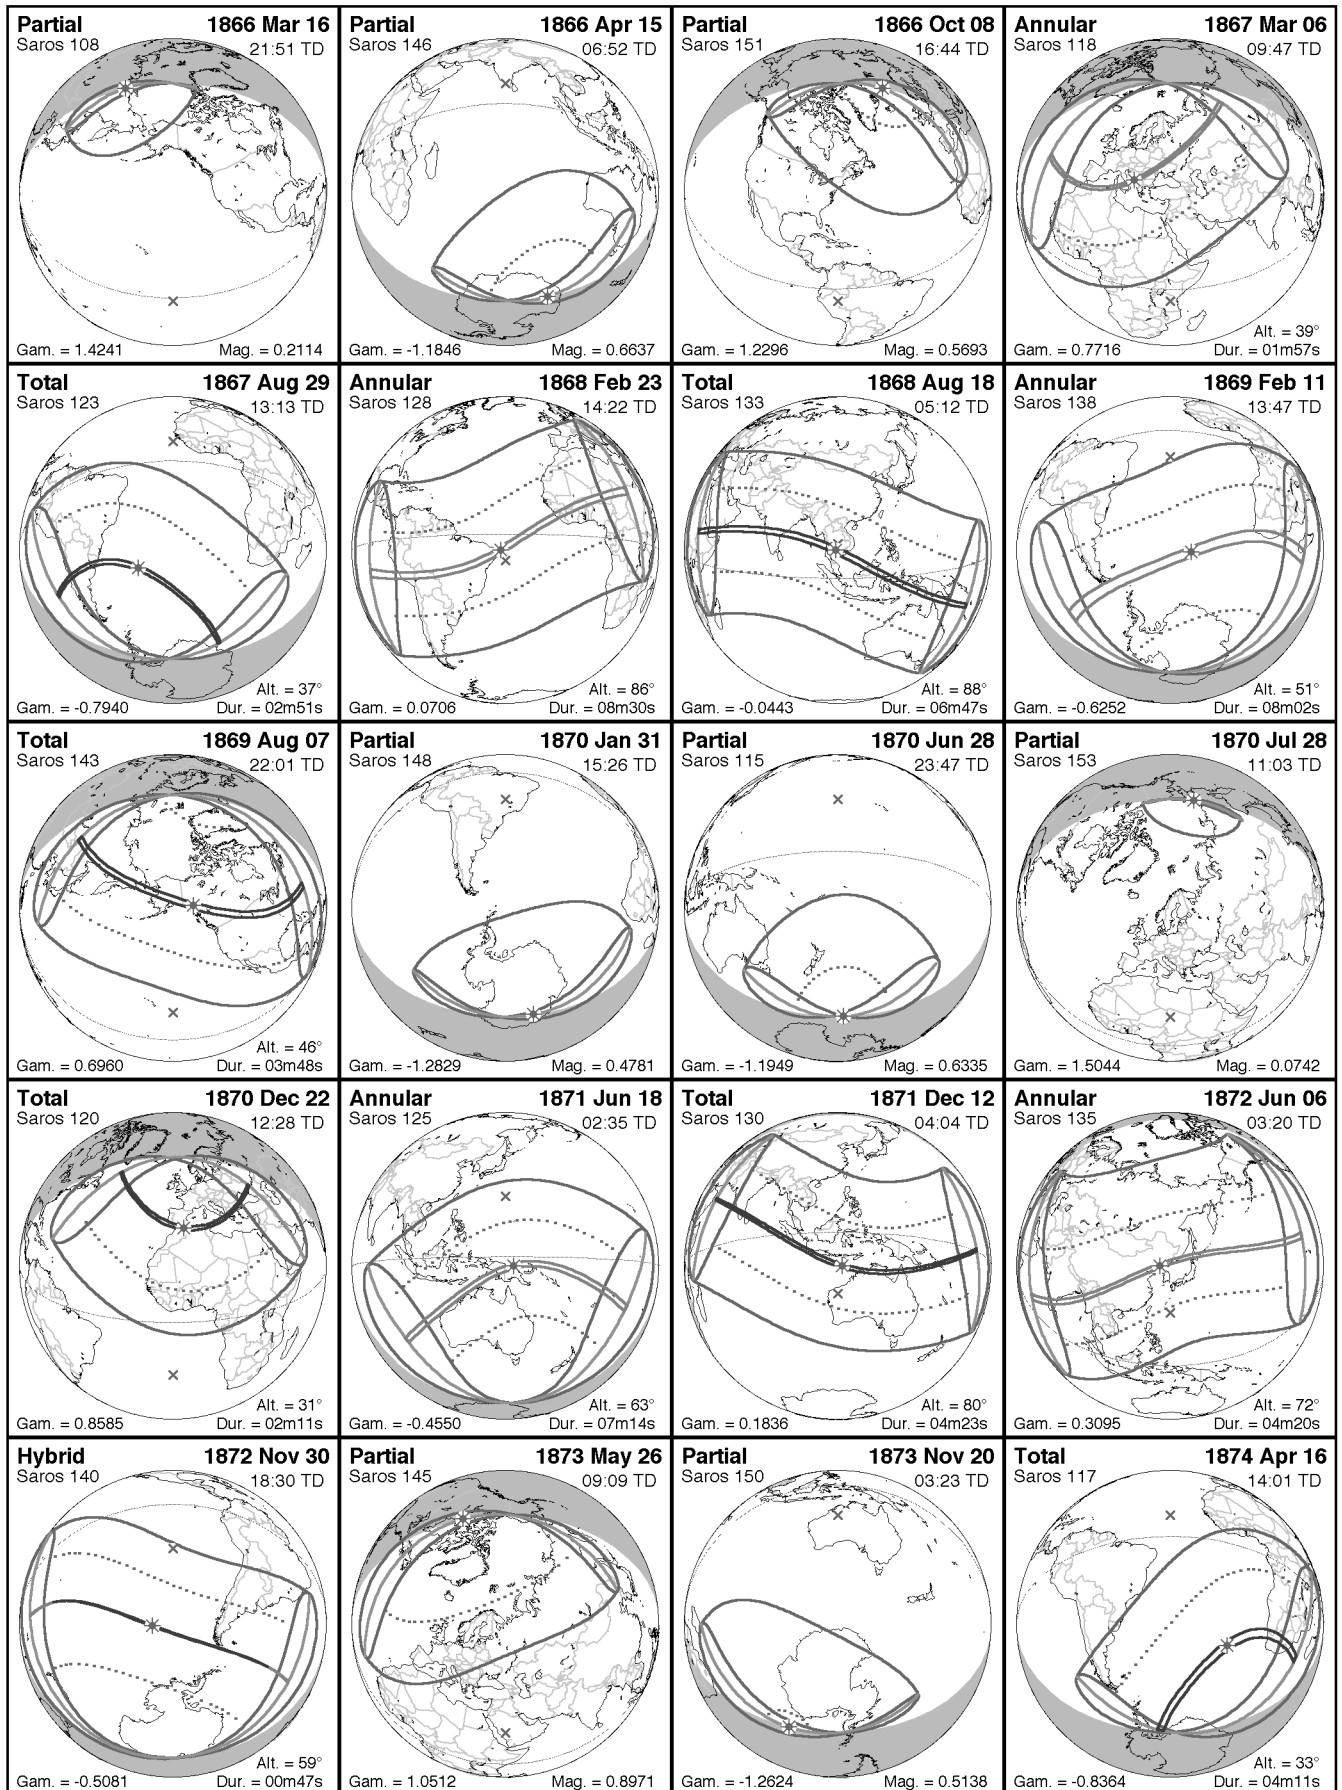 Partial 1866 Mar 16
Saros 108 21:51 TD
Gam. = 1.4241 Mag. = 0.2114
Partial 1866 Apr 15
Saros 146 06:52 TD
Gam. = -1.1846 Mag. = 0.6637
Partial 1866 Oct 08
Saros 151 16:44 TD
Gam. = 1.2296 Mag. = 0.5693
Annular 1867 Mar 06
Saros 118 09:47 TD
Alt. = 39°
Gam. = 0.7716 Dur. = 01m57s
Total 1867 Aug 29
Saros 123 13:13 TD
Alt. = 37°
Gam. = -0.7940 Dur. = 02m51s
Annular 1868 Feb 23
Saros 128 14:22 TD
Alt. = 86°
Gam. = 0.0706 Dur. = 08m30s
Total 1868 Aug 18
Saros 133 05:12 TD
Alt. = 88°
Gam. = -0.0443 Dur. = 06m47s
Annular 1869 Feb 11
Saros 138 13:47 TD
Alt. = 51°
Gam. = -0.6252 Dur. = 08m02s
Total 1869 Aug 07
Saros 143 22:01 TD
Alt. = 46°
Gam. = 0.6960 Dur. = 03m48s
Partial 1870 Jan 31
Saros 148 15:26 TD
Gam. = -1.2829 Mag. = 0.4781
Partial 1870 Jun 28
Saros 115 23:47 TD
Gam. = -1.1949 Mag. = 0.6335
Partial 1870 Jul 28
Saros 153 11:03 TD
Gam. = 1.5044 Mag. = 0.0742
Total 1870 Dec 22
Saros 120 12:28 TD
Alt. = 31°
Gam. = 0.8585 Dur. = 02m11s
Annular 1871 Jun 18
Saros 125 02:35 TD
Alt. = 63°
Gam. = -0.4550 Dur. = 07m14s
Total 1871 Dec 12
Saros 130 04:04 TD
Alt. = 80°
Gam. = 0.1836 Dur. = 04m23s
Annular 1872 Jun 06
Saros 135 03:20 TD
Alt. = 72°
Gam. = 0.3095 Dur. = 04m20s
Hybrid 1872 Nov 30
Saros 140 18:30 TD
Alt. = 59°
Gam. = -0.5081 Dur. = 00m47s
Partial 1873 May 26
Saros 145 09:09 TD
Gam. = 1.0512 Mag. = 0.8971
Partial 1873 Nov 20
Saros 150 03:23 TD
Gam. = -1.2624 Mag. = 0.5138
Total 1874 Apr 16
Saros 117 14:01 TD
Alt. = 33°
Gam. = -0.8364 Dur. = 04m11s